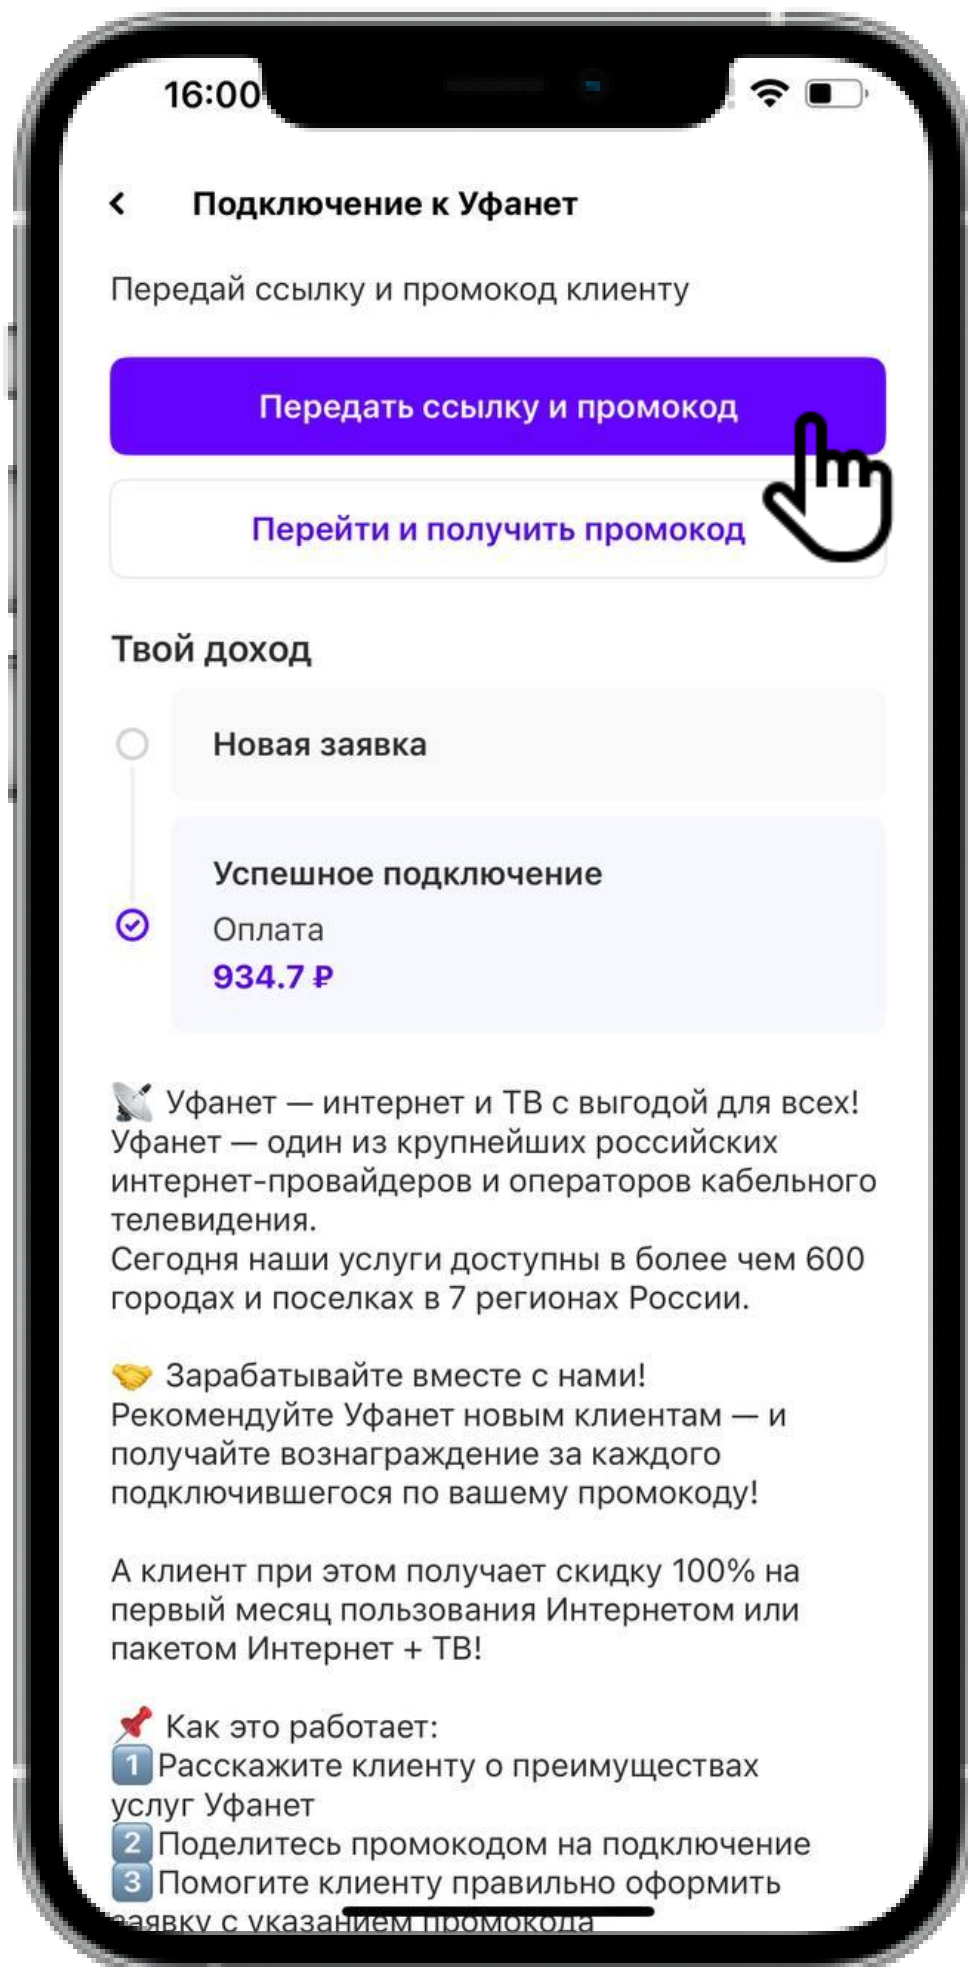 16:00
Подключение к Уфанет
Передай ссылку и промокод клиенту
Передать ссылку и промокод
Перейти и получить промокод
Твой доход
Новая заявка
Успешное подключение
Оплата
934.7 ₽
📡 Уфанет — интернет и ТВ с выгодой для всех!
Уфанет — один из крупнейших российских
интернет-провайдеров и операторов кабельного
телевидения.
Сегодня наши услуги доступны в более чем 600
городах и поселках в 7 регионах России.
🤝 Зарабатывайте вместе с нами!
Рекомендуйте Уфанет новым клиентам — и
получайте вознаграждение за каждого
подключившегося по вашему промокоду!
А клиент при этом получает скидку 100% на
первый месяц пользования Интернетом или
пакетом Интернет + ТВ!
📌 Как это работает:
1️⃣ Расскажите клиенту о преимуществах
услуг Уфанет
2️⃣ Поделитесь промокодом на подключение
3️⃣ Помогите клиенту правильно оформить
заявку с указанием промокода